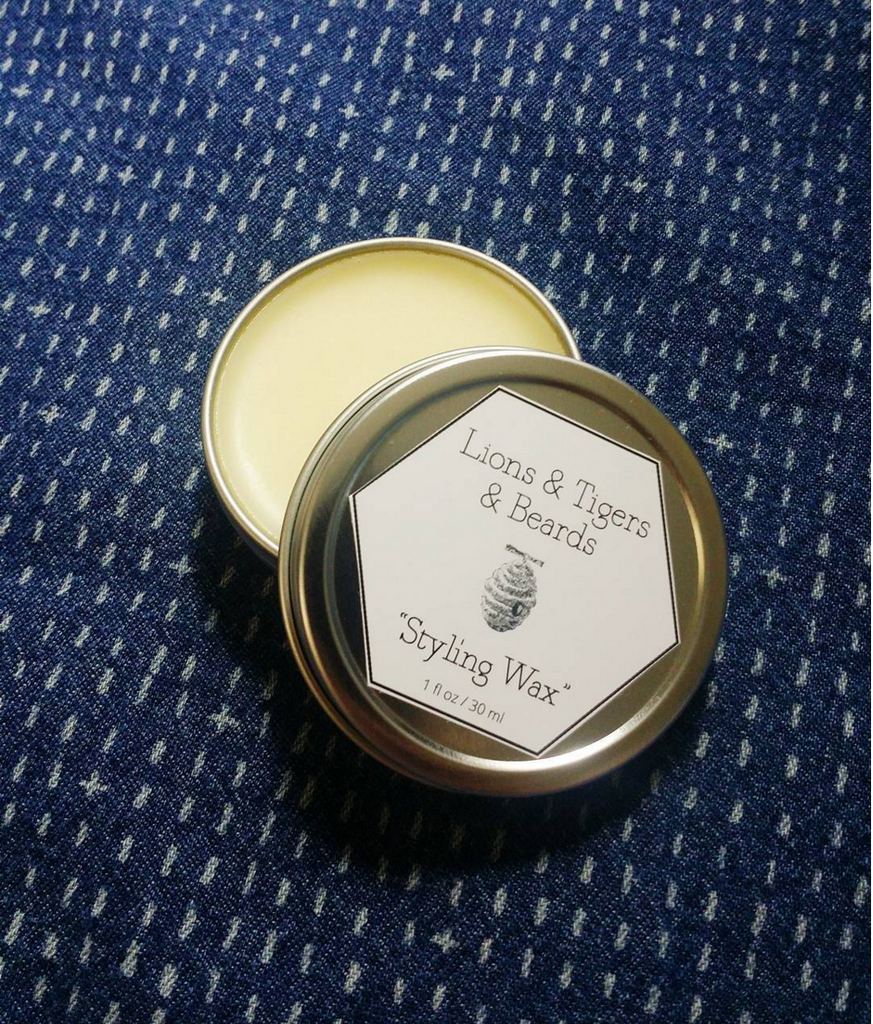 Lions & Tigers
& Beards
"Styling Wax"
1 fl oz / 30 ml